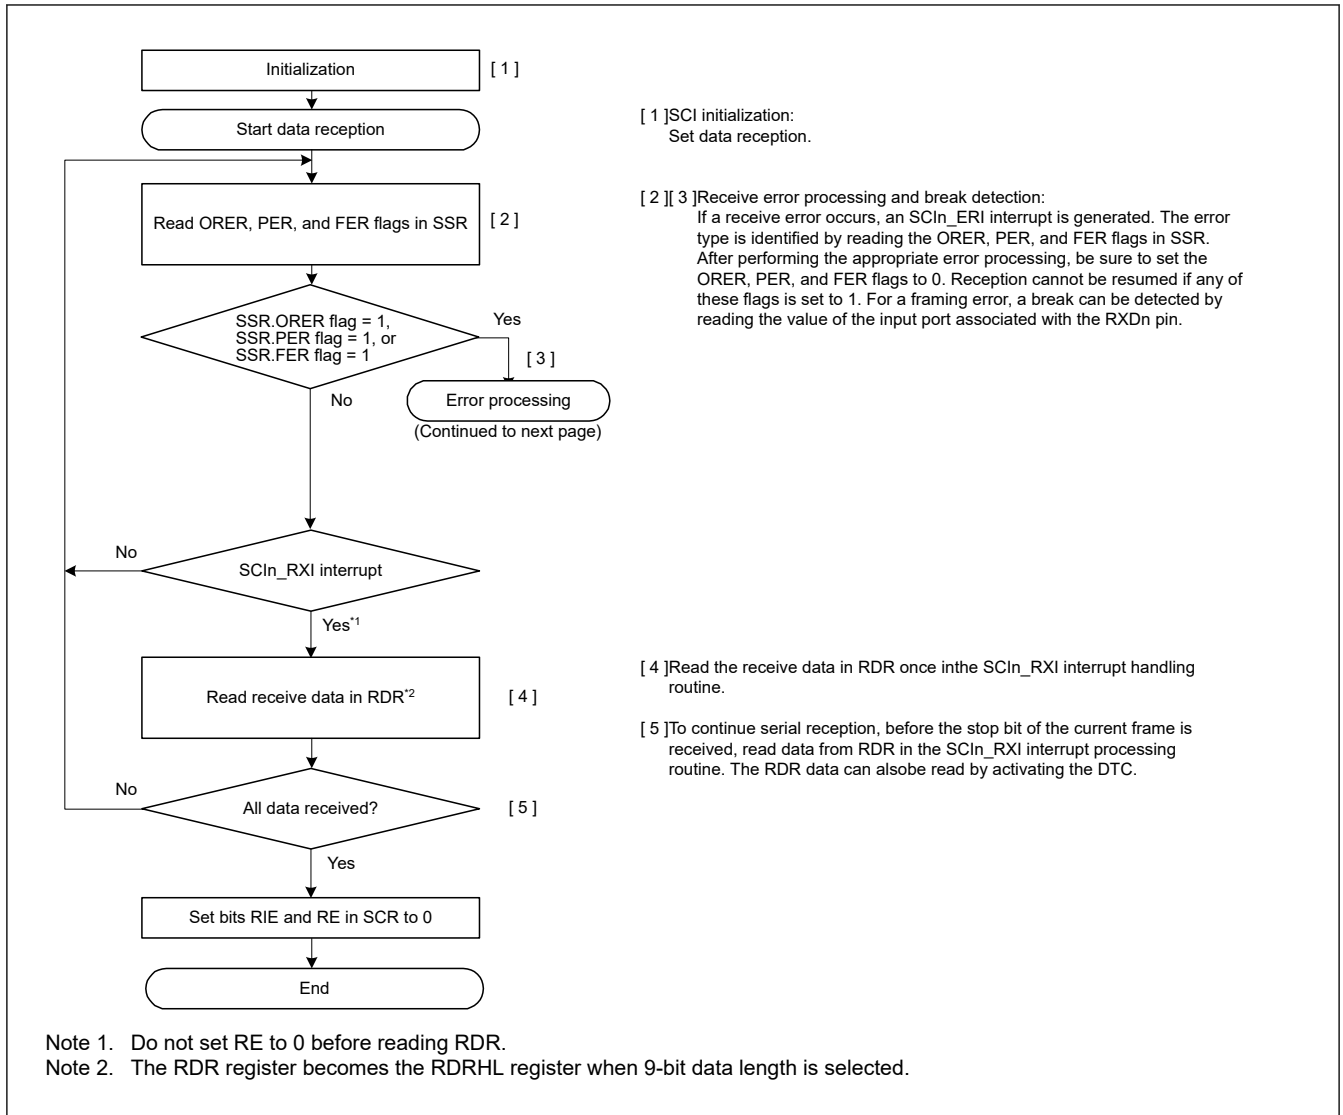 Initialization
[ 1 ]
Start data reception
Read ORER, PER, and FER flags in SSR
[ 2 ]
SSR.ORER flag = 1,
SSR.PER flag = 1, or
SSR.FER flag = 1
Yes
[ 3 ]
No
Error processing
(Continued to next page)
No
SCIn_RXI interrupt
Yes*1
Read receive data in RDR*2
[ 4 ]
No
All data received?
[ 5 ]
Yes
Set bits RIE and RE in SCR to 0
End
[ 1 ]SCI initialization:
Set data reception.
[ 2 ][ 3 ]Receive error processing and break detection:
If a receive error occurs, an SCIn_ERI interrupt is generated. The error
type is identified by reading the ORER, PER, and FER flags in SSR.
After performing the appropriate error processing, be sure to set the
ORER, PER, and FER flags to 0. Reception cannot be resumed if any of
these flags is set to 1. For a framing error, a break can be detected by
reading the value of the input port associated with the RXDn pin.
[ 4 ]Read the receive data in RDR once inthe SCIn_RXI interrupt handling
routine.
[ 5 ]To continue serial reception, before the stop bit of the current frame is
received, read data from RDR in the SCIn_RXI interrupt processing
routine. The RDR data can alsobe read by activating the DTC.
Note 1. Do not set RE to 0 before reading RDR.
Note 2. The RDR register becomes the RDRHL register when 9-bit data length is selected.